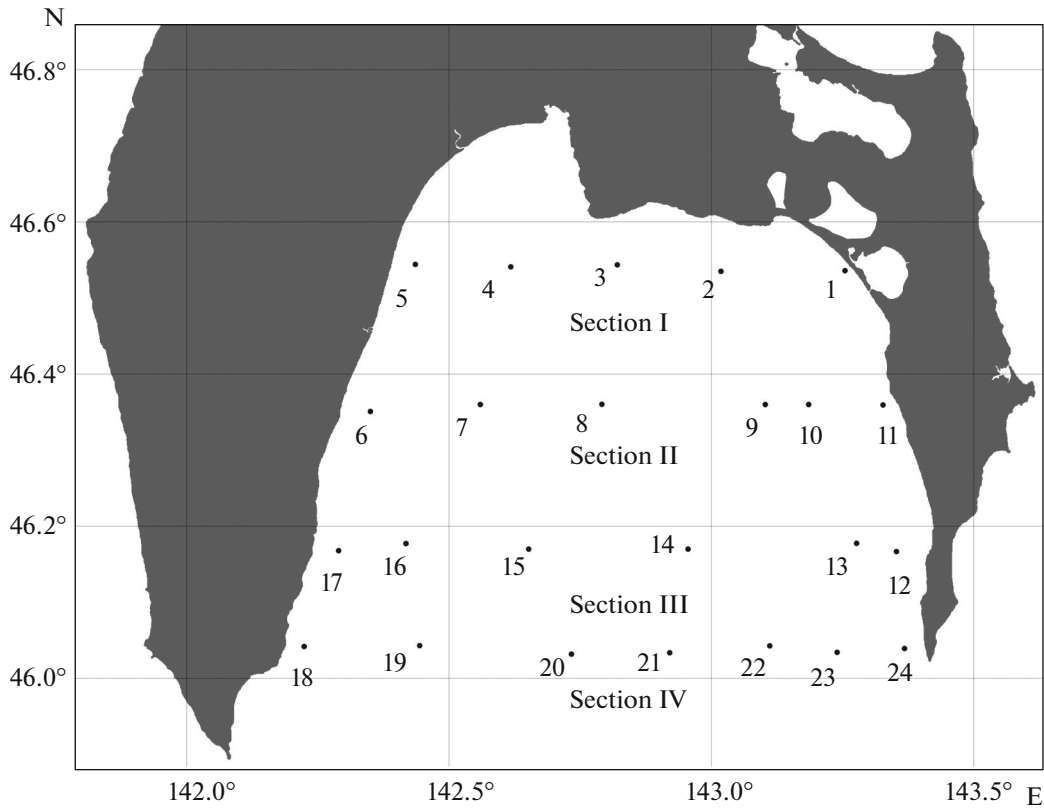 N
46.8°
46.6°
5 4 3 2 1
Section I
46.4°
6 7 8 9 10 11
Section II
46.2°
17 16 15 14 13 12
Section III
18 19 20 21 22 23 24
46.0°
Section IV
142.0° 142.5° 143.0° 143.5° E